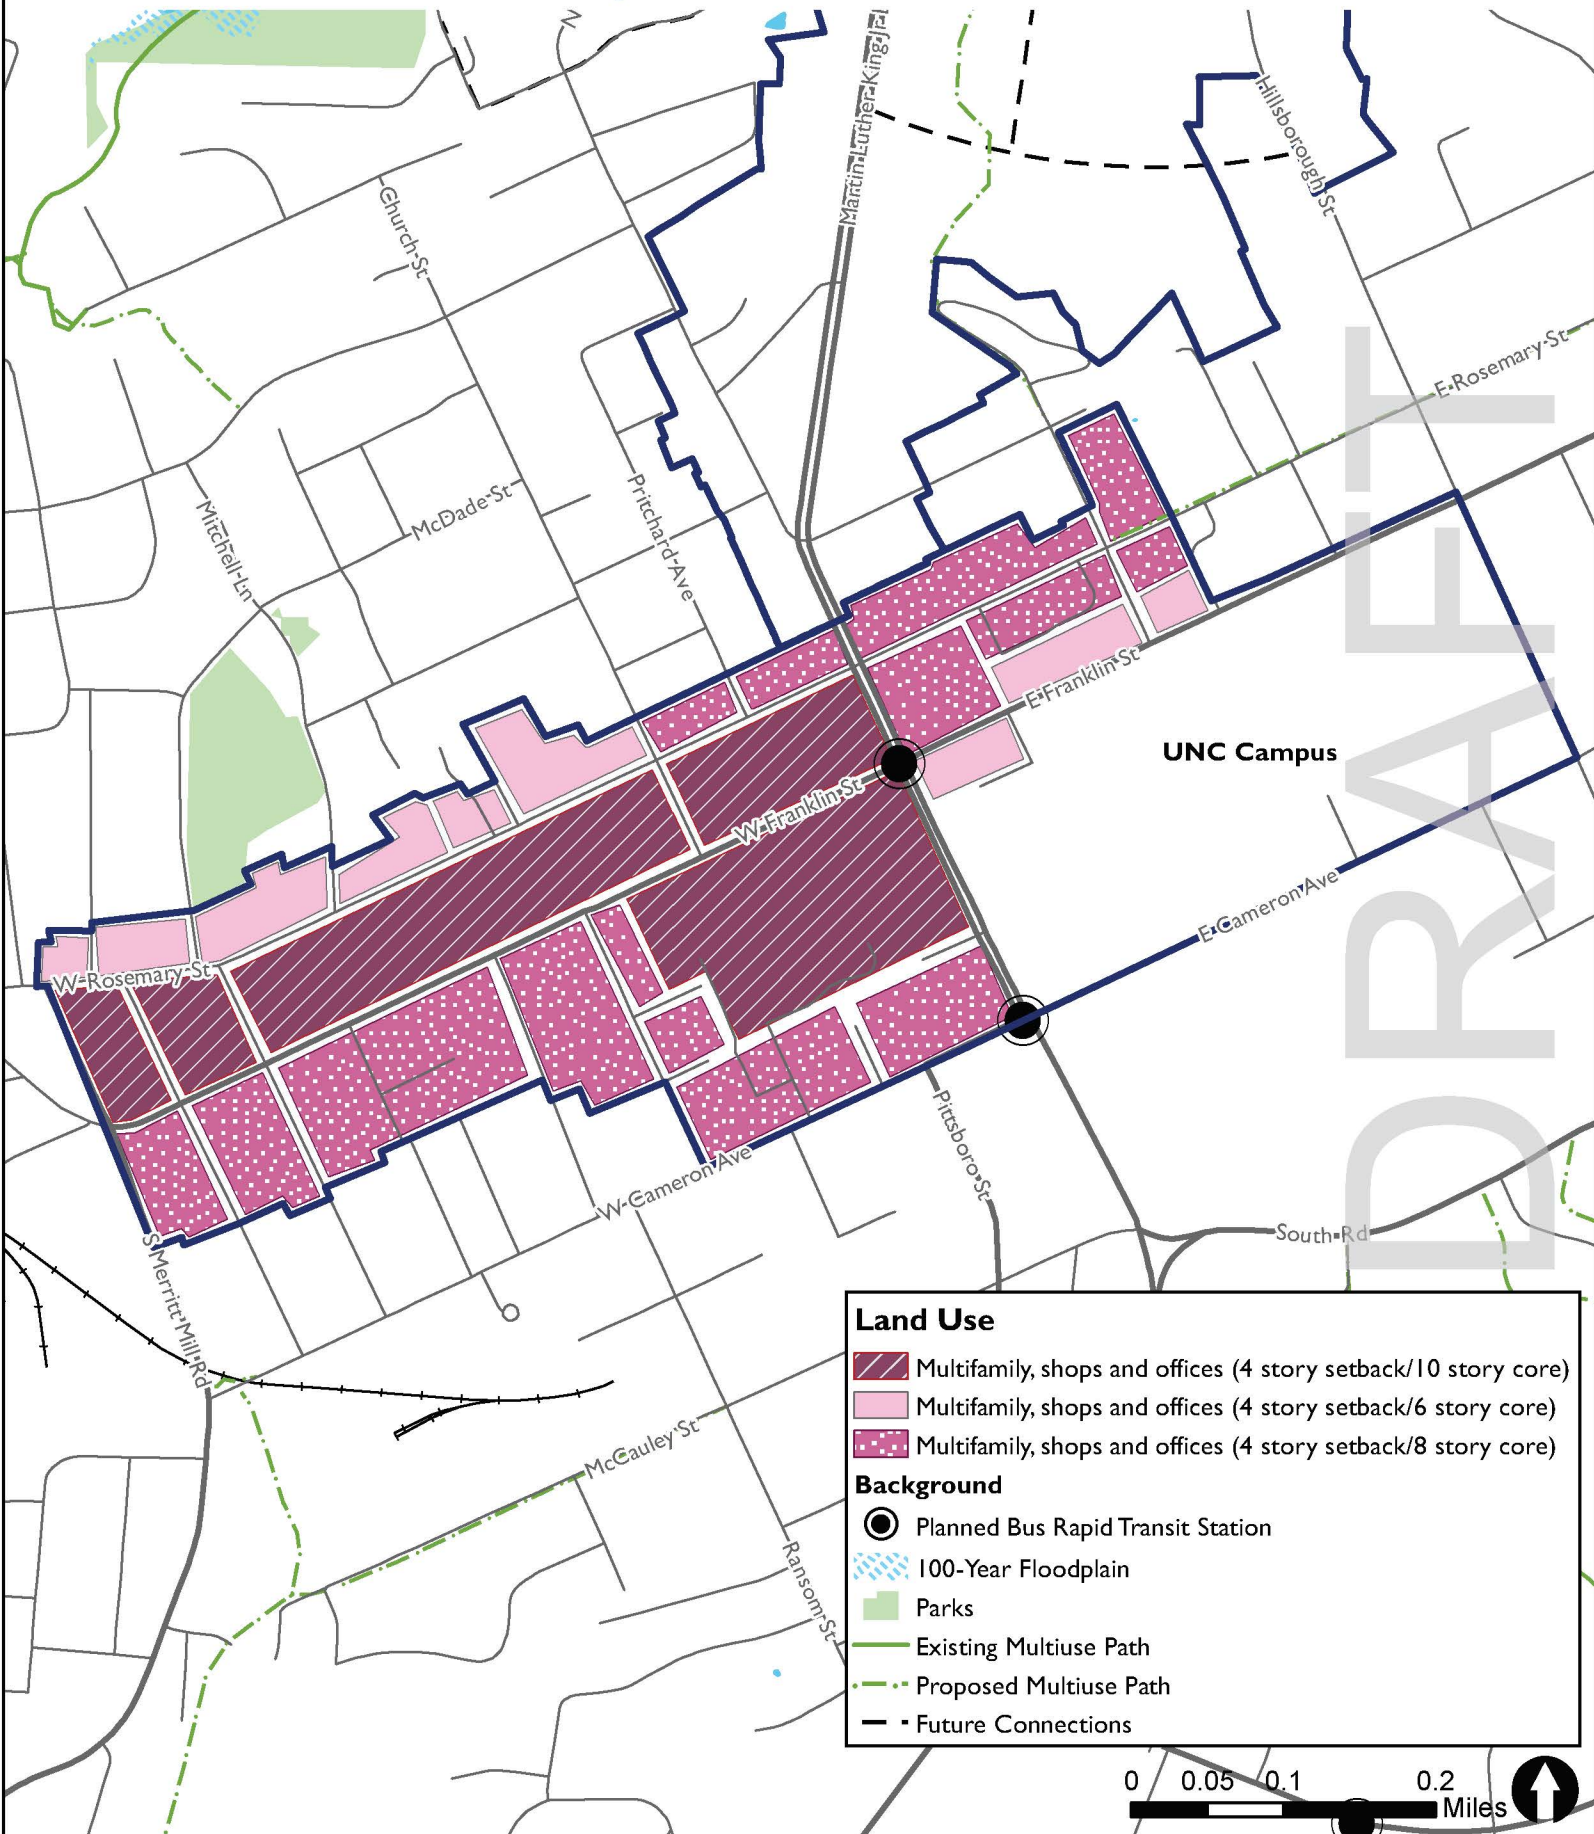 Martin Luther King Jr
Hillsborough St
Church St
E Rosemary St
Mitchell Ln
McDade St
Pritchard Ave
E Franklin St
UNC Campus
W Franklin St
E Cameron Ave
W Rosemary St
Pittsboro St
W Cameron Ave
South Rd
S Merritt Mill Rd
McCauley St
Ransom St
DRAFT
Land Use
Multifamily, shops and offices (4 story setback/10 story core)
Multifamily, shops and offices (4 story setback/6 story core)
Multifamily, shops and offices (4 story setback/8 story core)
Background
Planned Bus Rapid Transit Station
100-Year Floodplain
Parks
Existing Multiuse Path
Proposed Multiuse Path
Future Connections
0 0.05 0.1 0.2
Miles